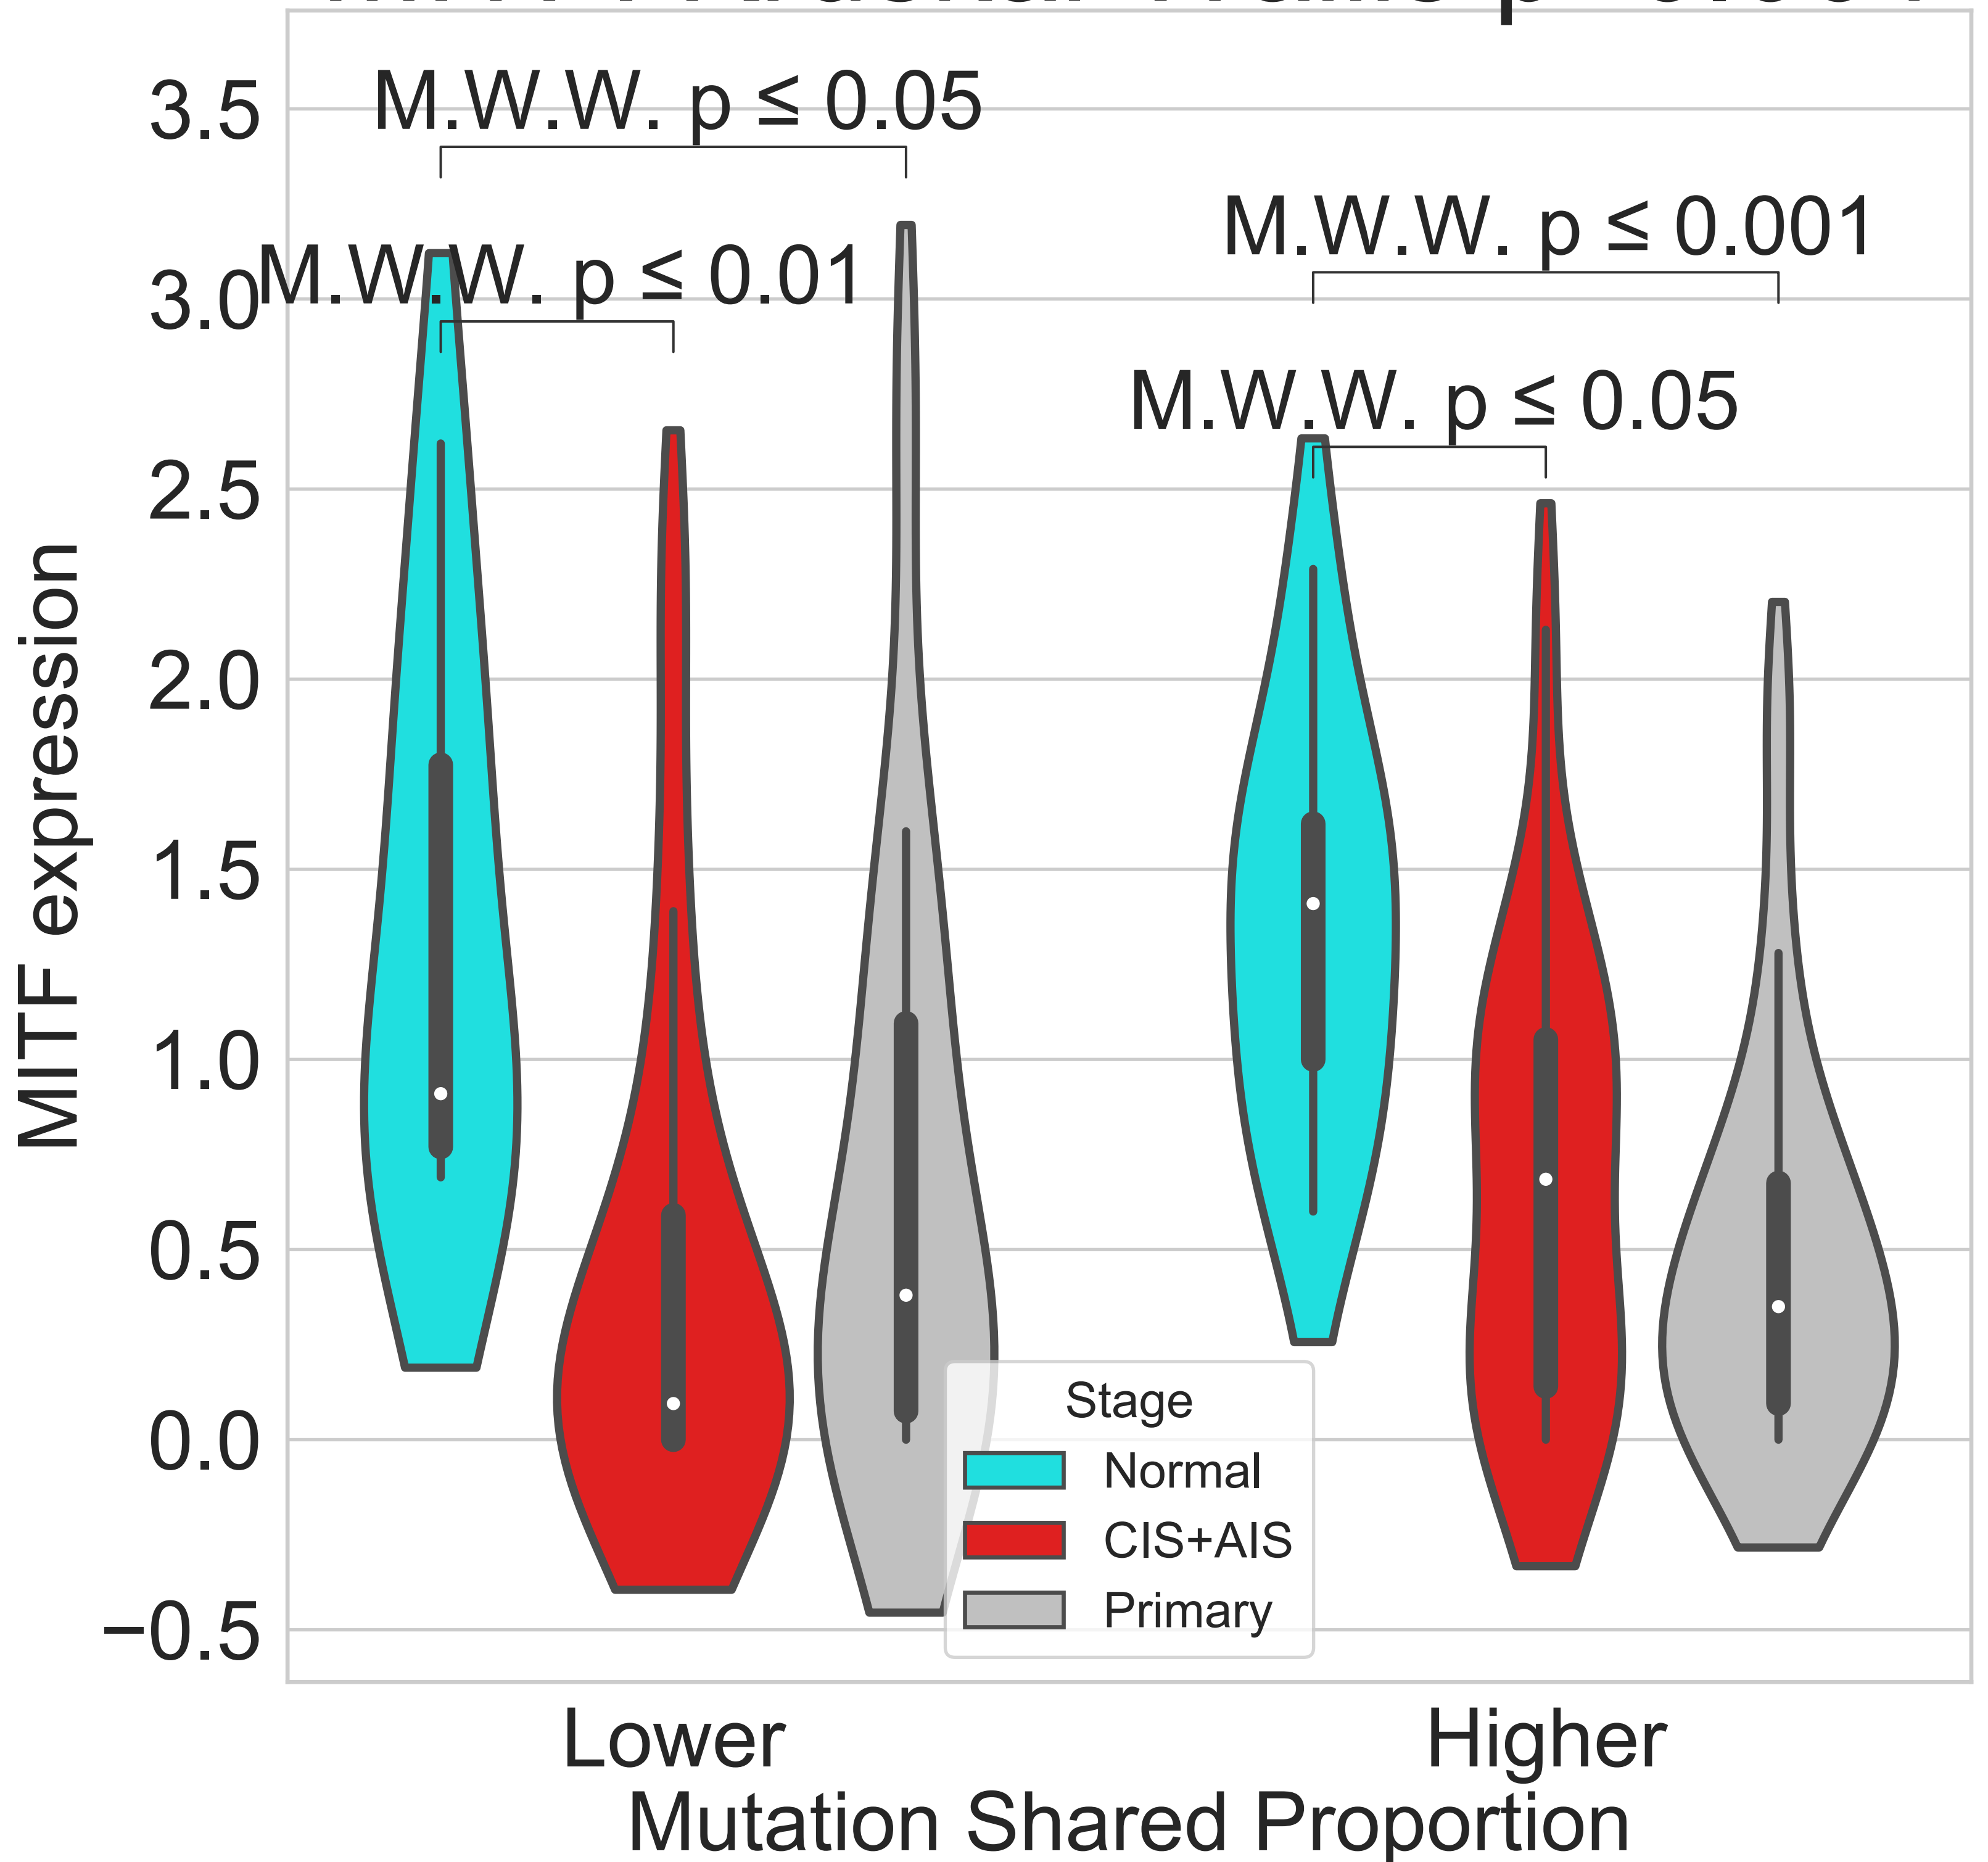 M.W.W. p ≤ 0.05
3.5
M.W.W. p ≤ 0.001
M.W.W. p ≤ 0.01
3.0
M.W.W. p ≤ 0.05
2.5
2.0
1.5
1.0
0.5
0.0
−0.5
MITF expression
Stage
Normal
CIS+AIS
Primary
Lower
Higher
Mutation Shared Proportion